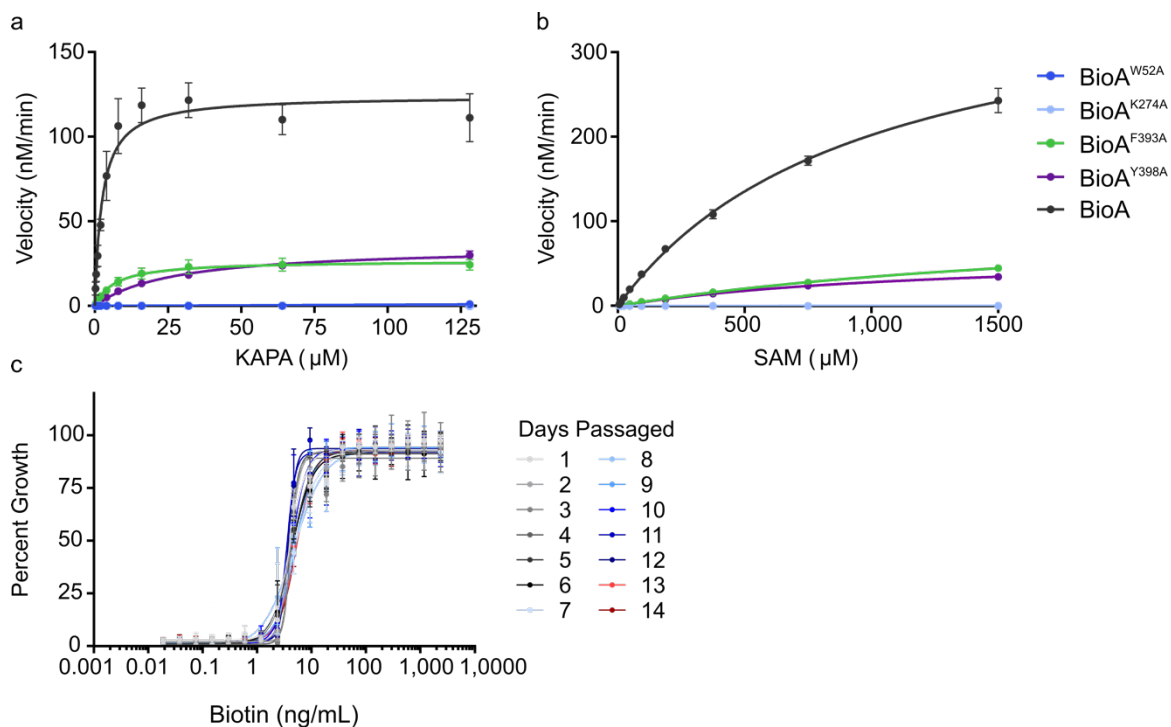 a
150
100
50
0
Velocity (nM/min)
0 25 50 75 100 125
KAPA ( µM)
b
300
200
100
0
Velocity (nM/min)
0 500 1,000 1500
SAM ( µM)
BioA^W52A
BioA^K274A
BioA^F393A
BioA^Y398A
BioA
c
100
75
50
25
0
Percent Growth
0.001 0.01 0.1 1 10 100 1,000 1,0000
Biotin (ng/mL)
Days Passaged
1 8
2 9
3 10
4 11
5 12
6 13
7 14